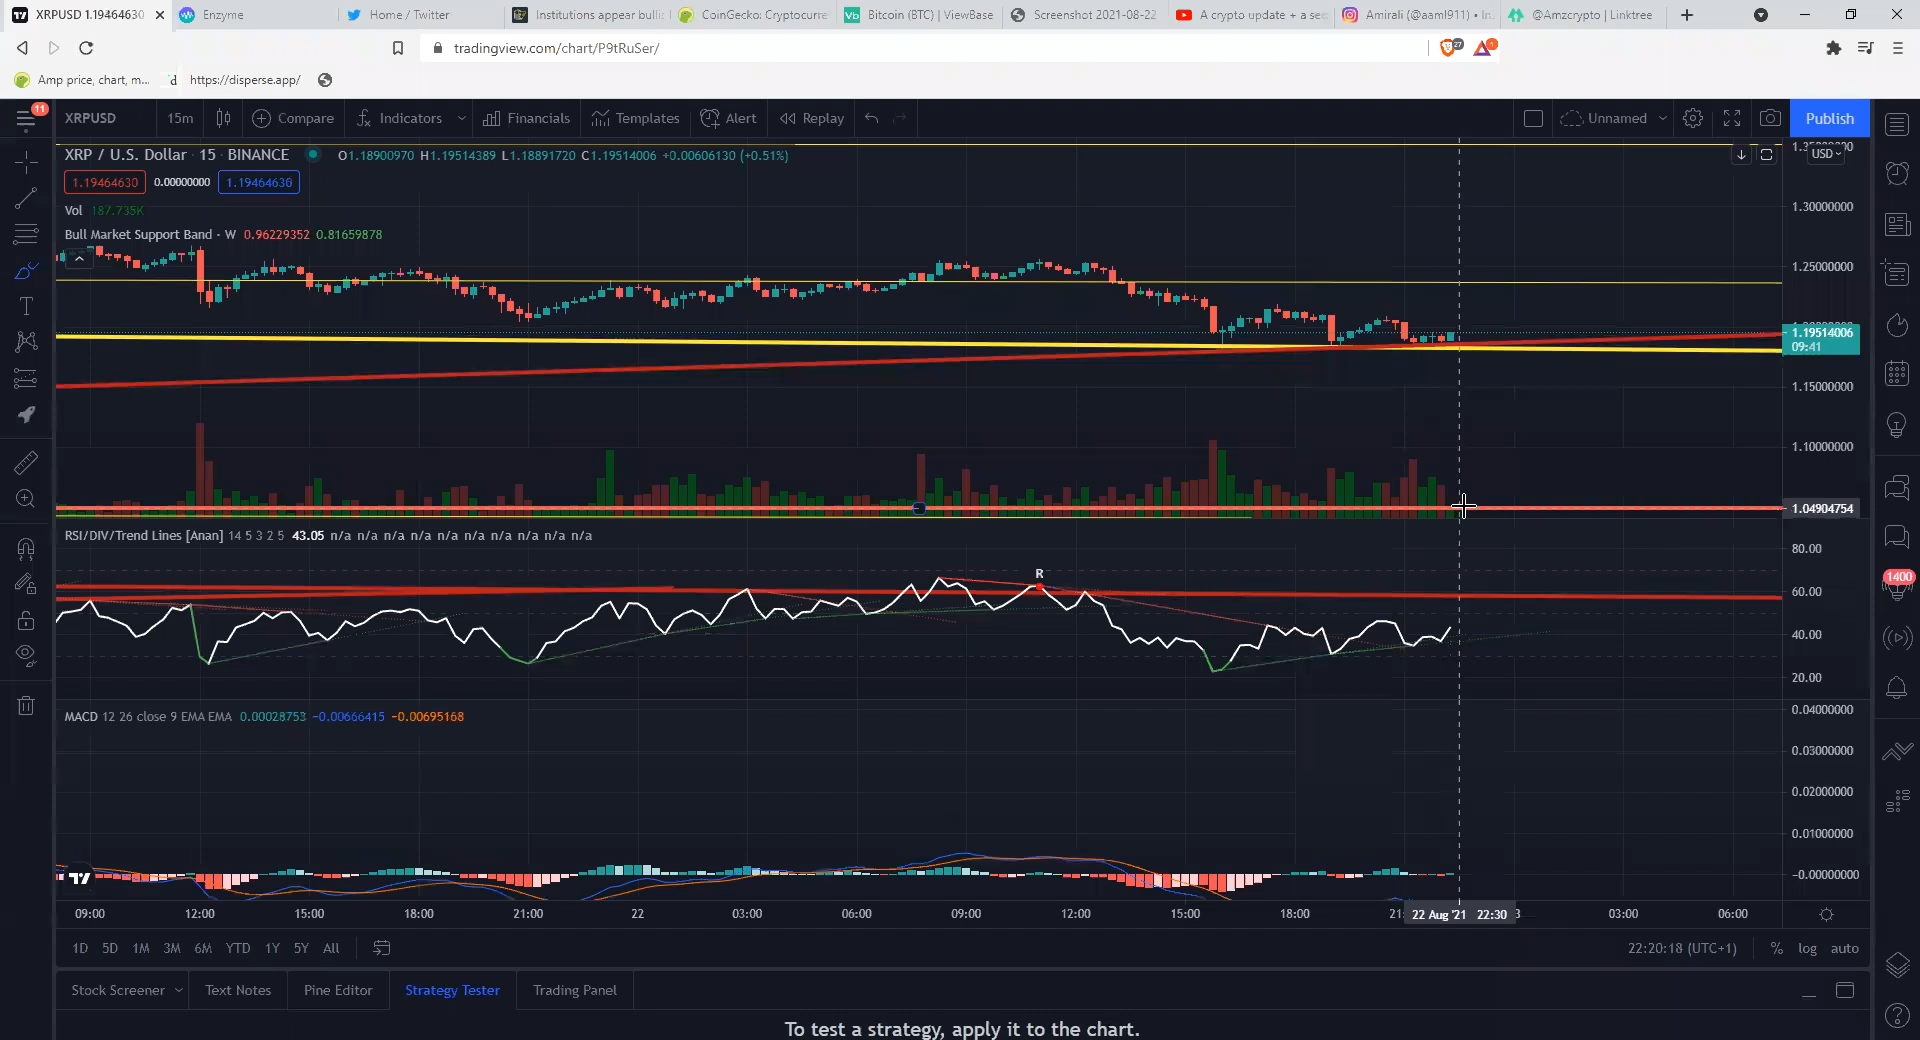 XRPUSD 1.19464630
Enzyme
Home / Twitter
Institutions appear bullis
CoinGecko: Cryptocurre
Bitcoin (BTC) | ViewBase
Screenshot 2021-08-22
A crypto update + a se
Amirali (@aaml911) • In
@Amzcrypto | Linktree
tradingview.com/chart/P9tRuSer/
27
1
Amp price, chart, m...
d https://disperse.app/
11
XRPUSD 15m Compare Indicators Financials Templates Alert Replay Unnamed Publish
XRP / U.S. Dollar · 15 · BINANCE O1.18900970 H1.19514389 L1.18891720 C1.19514006 +0.00606130 (+0.51%)
USD
1.19464630 0.00000000 1.19464630
Vol 187.735K
Bull Market Support Band · W 0.96229352 0.81659878
1.30000000
1.25000000
1.19514006
09:41
1.15000000
1.10000000
1.04904754
RSI/DIV/Trend Lines [Anan] 14 5 3 2 5 43.05 n/a n/a n/a n/a n/a n/a n/a n/a n/a n/a
R
80.00
60.00
40.00
20.00
1400
MACD 12 26 close 9 EMA EMA 0.00028753 −0.00666415 −0.00695168
0.04000000
0.03000000
0.02000000
0.01000000
-0.00000000
09:00 12:00 15:00 18:00 21:00 22 03:00 06:00 09:00 12:00 15:00 18:00 22 Aug '21 22:30 03:00 06:00
1D 5D 1M 3M 6M YTD 1Y 5Y All
22:20:18 (UTC+1) % log auto
Stock Screener Text Notes Pine Editor Strategy Tester Trading Panel
To test a strategy, apply it to the chart.